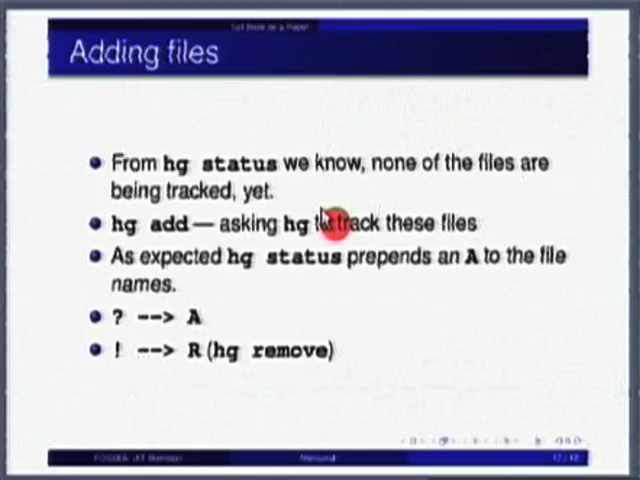 Adding files
From hg status we know, none of the files are
being tracked, yet.
hg add — asking hg to track these files
As expected hg status prepends an A to the file
names.
? --> A
! --> R (hg remove)
Mercurial